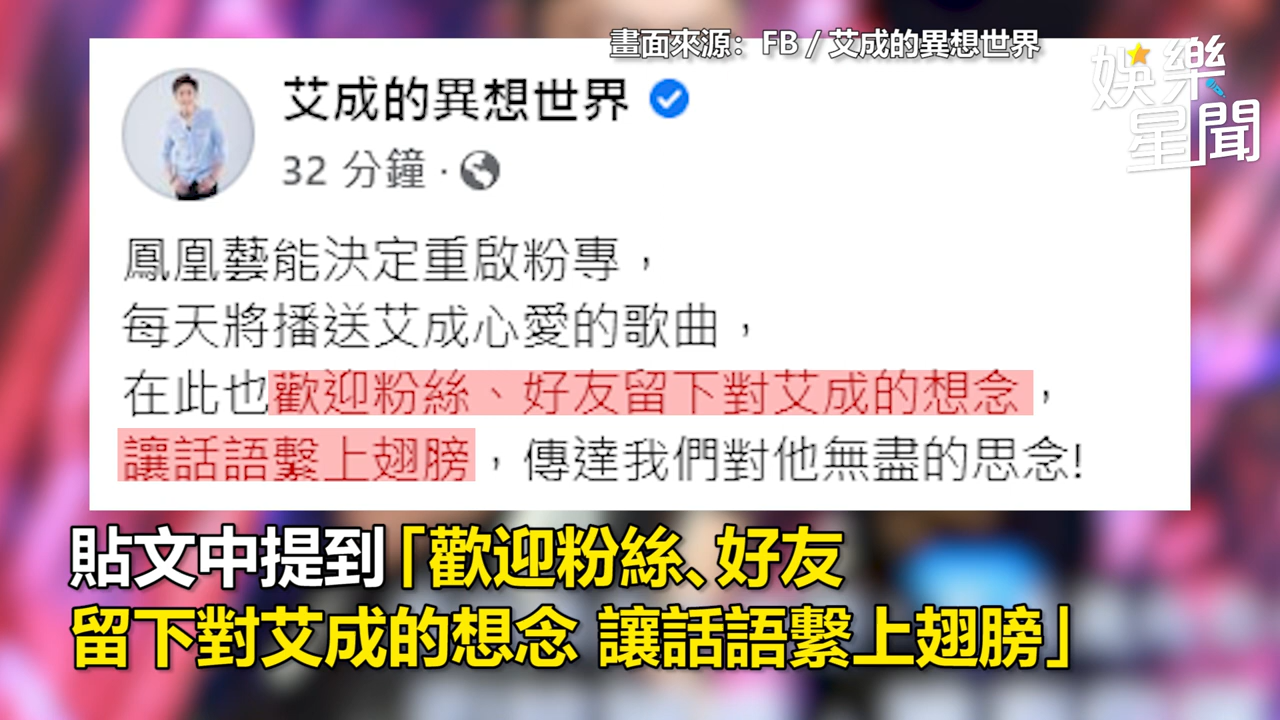 畫面來源：FB / 艾成的異想世界
娛樂
星聞
艾成的異想世界
32 分鐘 ·
鳳凰藝能決定重啟粉專，
每天將播送艾成心愛的歌曲，
在此也歡迎粉絲、好友留下對艾成的想念，
讓話語繫上翅膀，傳達我們對他無盡的思念!
貼文中提到「歡迎粉絲、好友
留下對艾成的想念 讓話語繫上翅膀」